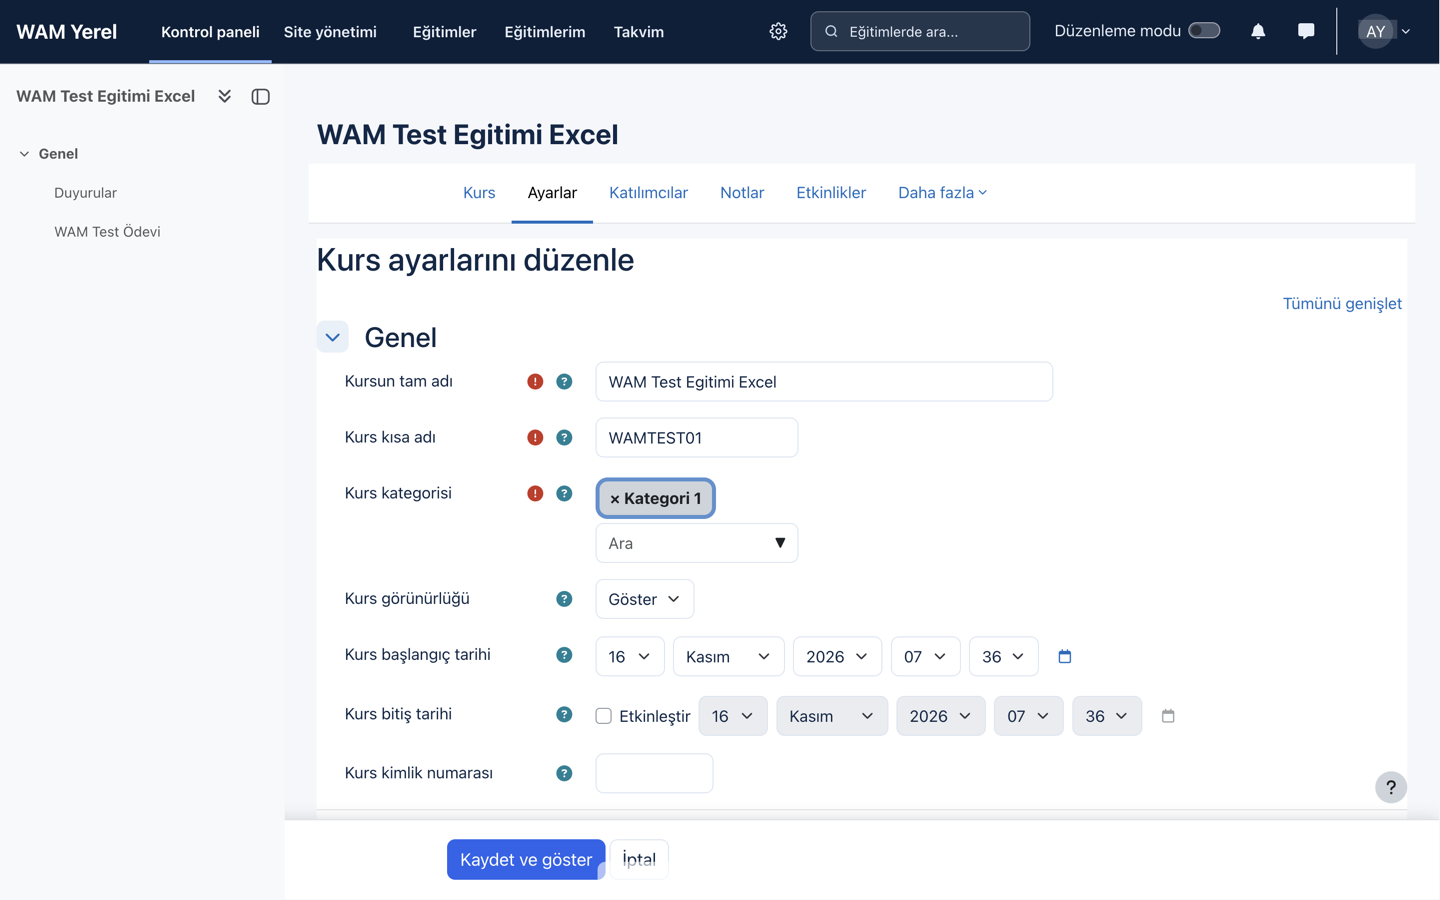 WAM Yerel
Kontrol paneli
Site yönetimi
Eğitimler
Eğitimlerim
Takvim
Eğitimlerde ara...
Düzenleme modu
AY
WAM Test Egitimi Excel
Genel
Duyurular
WAM Test Ödevi
WAM Test Egitimi Excel
Kurs
Ayarlar
Katılımcılar
Notlar
Etkinlikler
Daha fazla
Kurs ayarlarını düzenle
Tümünü genişlet
Genel
Kursun tam adı ! ? WAM Test Egitimi Excel
Kurs kısa adı ! ? WAMTEST01
Kurs kategorisi ! ? × Kategori 1
Ara ▼
Kurs görünürlüğü ? Göster
Kurs başlangıç tarihi ? 16 Kasım 2026 07 36
Kurs bitiş tarihi ? Etkinleştir 16 Kasım 2026 07 36
Kurs kimlik numarası ?
?
Kaydet ve göster
İptal